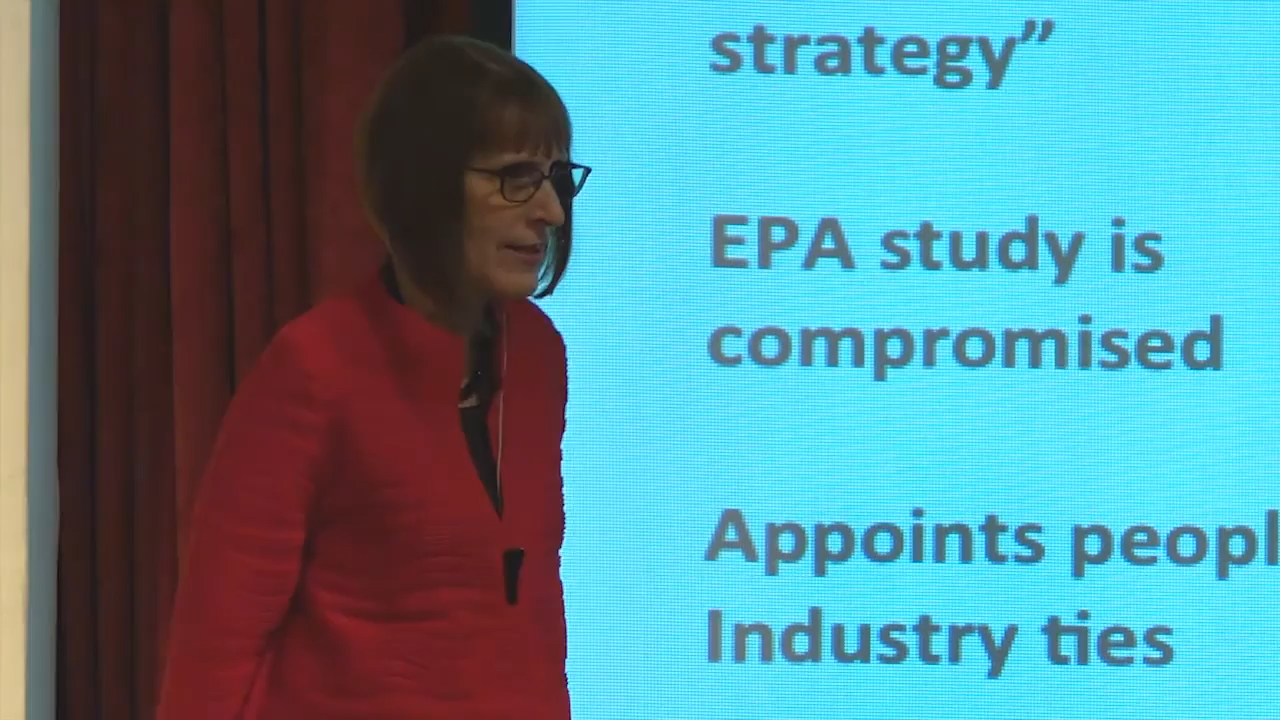 strategy”
EPA study is
compromised
Appoints peopl
Industry ties